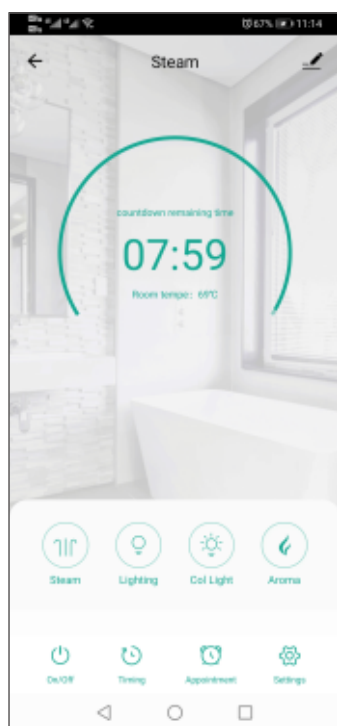 67% 11:14
Steam
countdown remaining time
07:59
Room tempe: 69℃
Steam Lighting Col Light Aroma
On/Off Timing Appointment Settings